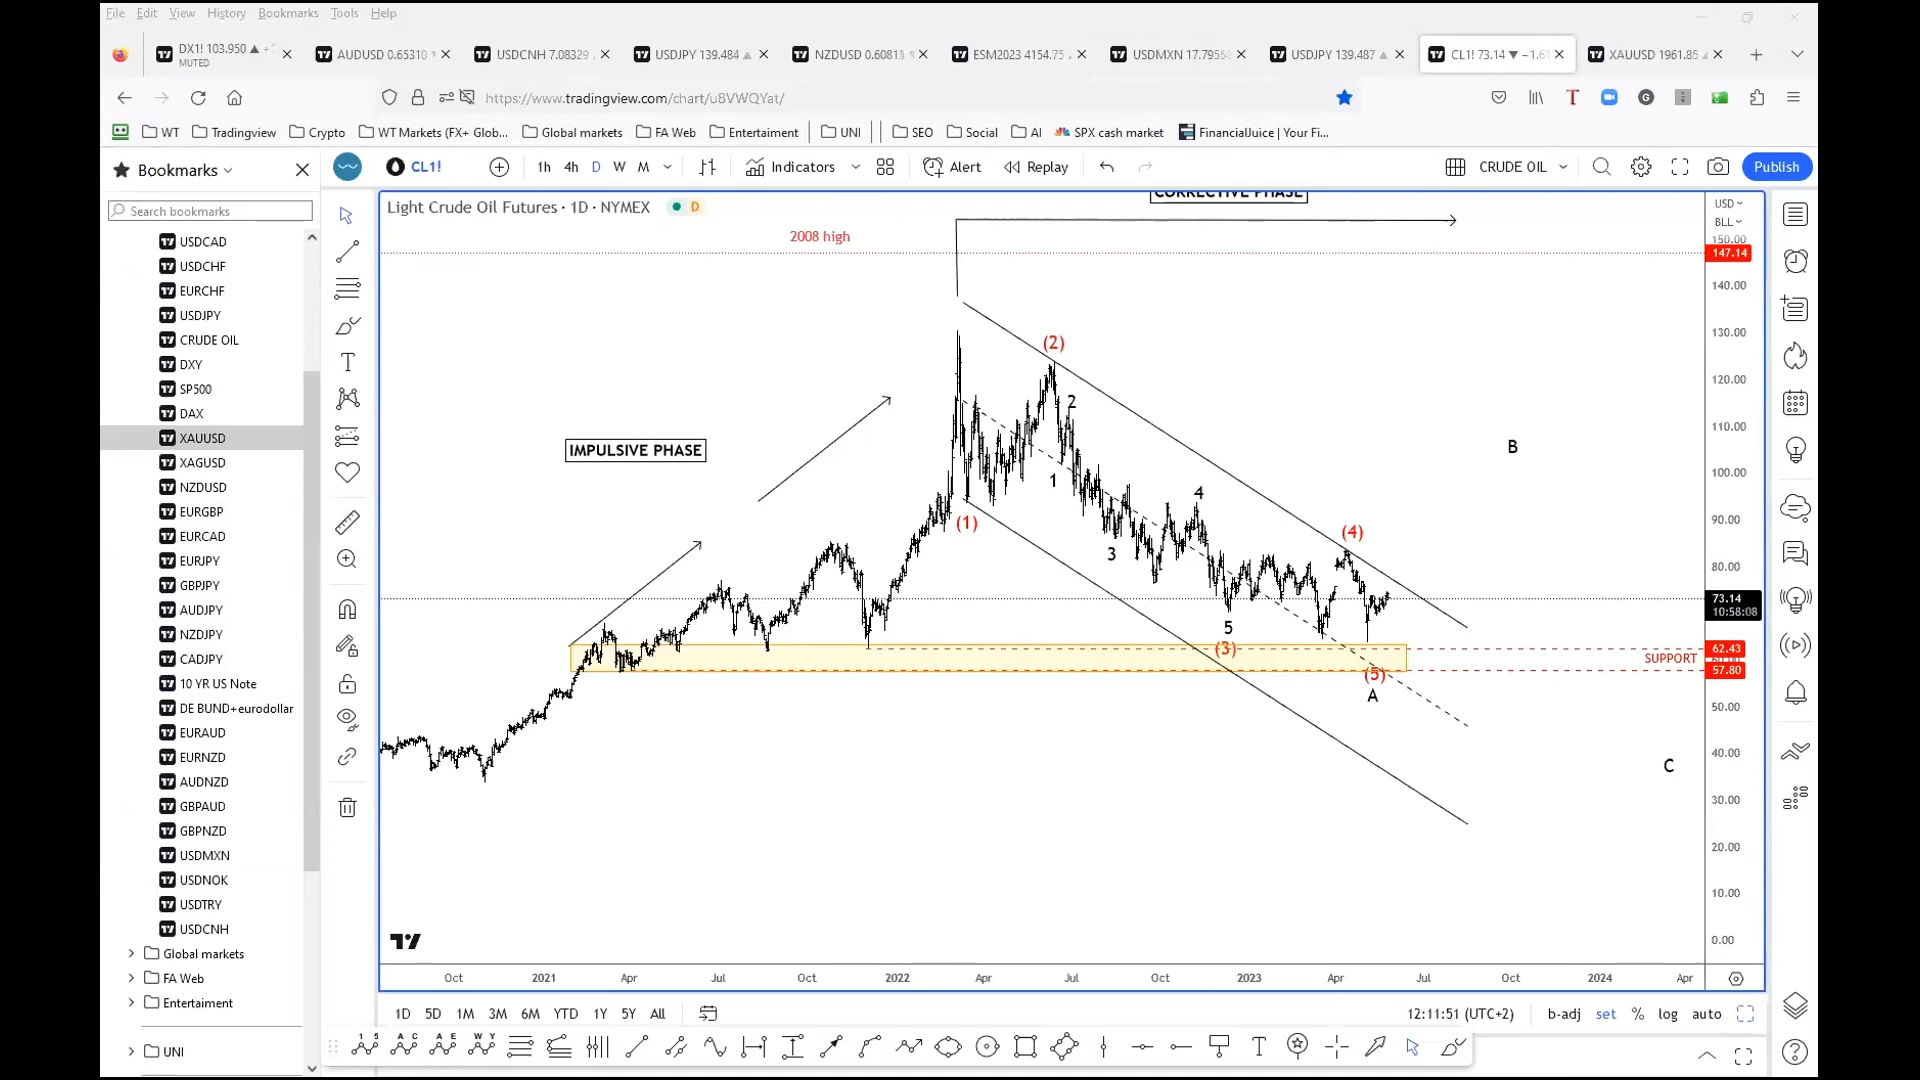 File Edit View History Bookmarks Tools Help
DX1! 103.950 ▲ +
MUTED
AUDUSD 0.65310
USDCNH 7.08329
USDJPY 139.484 ▲
NZDUSD 0.60813
ESM2023 4154.75 ▲
USDMXN 17.79560
USDJPY 139.487 ▲
CL1! 73.14 ▼ −1.6
XAUUSD 1961.86 ▲
https://www.tradingview.com/chart/u8VWQYat/
WT Tradingview Crypto WT Markets (FX+ Glob... Global markets FA Web Entertaiment UNI SEO Social AI SPX cash market FinancialJuice | Your Fi...
Bookmarks
CL1! 1h 4h D W M Indicators Alert Replay CRUDE OIL Publish
Search bookmarks
USDCAD
USDCHF
EURCHF
USDJPY
CRUDE OIL
DXY
SP500
DAX
XAUUSD
XAGUSD
NZDUSD
EURGBP
EURCAD
EURJPY
GBPJPY
AUDJPY
NZDJPY
CADJPY
10 YR US Note
DE BUND+eurodollar
EURAUD
EURNZD
AUDNZD
GBPAUD
GBPNZD
USDMXN
USDNOK
USDTRY
USDCNH
Global markets
FA Web
Entertaiment
UNI
Light Crude Oil Futures · 1D · NYMEX D
CORRECTIVE PHASE
2008 high
IMPULSIVE PHASE
(2)
2
B
1
4
(1)
(4)
3
5
(3)
SUPPORT
(5)
A
C
USD
BLL
150.00
147.14
140.00
130.00
120.00
110.00
100.00
90.00
80.00
73.14
10:58:08
62.43
57.80
50.00
40.00
30.00
20.00
10.00
0.00
Oct 2021 Apr Jul Oct 2022 Apr Jul Oct 2023 Apr Jul Oct 2024 Apr
1D 5D 1M 3M 6M YTD 1Y 5Y All 12:11:51 (UTC+2) b-adj set % log auto
1 5 A C A E W Y